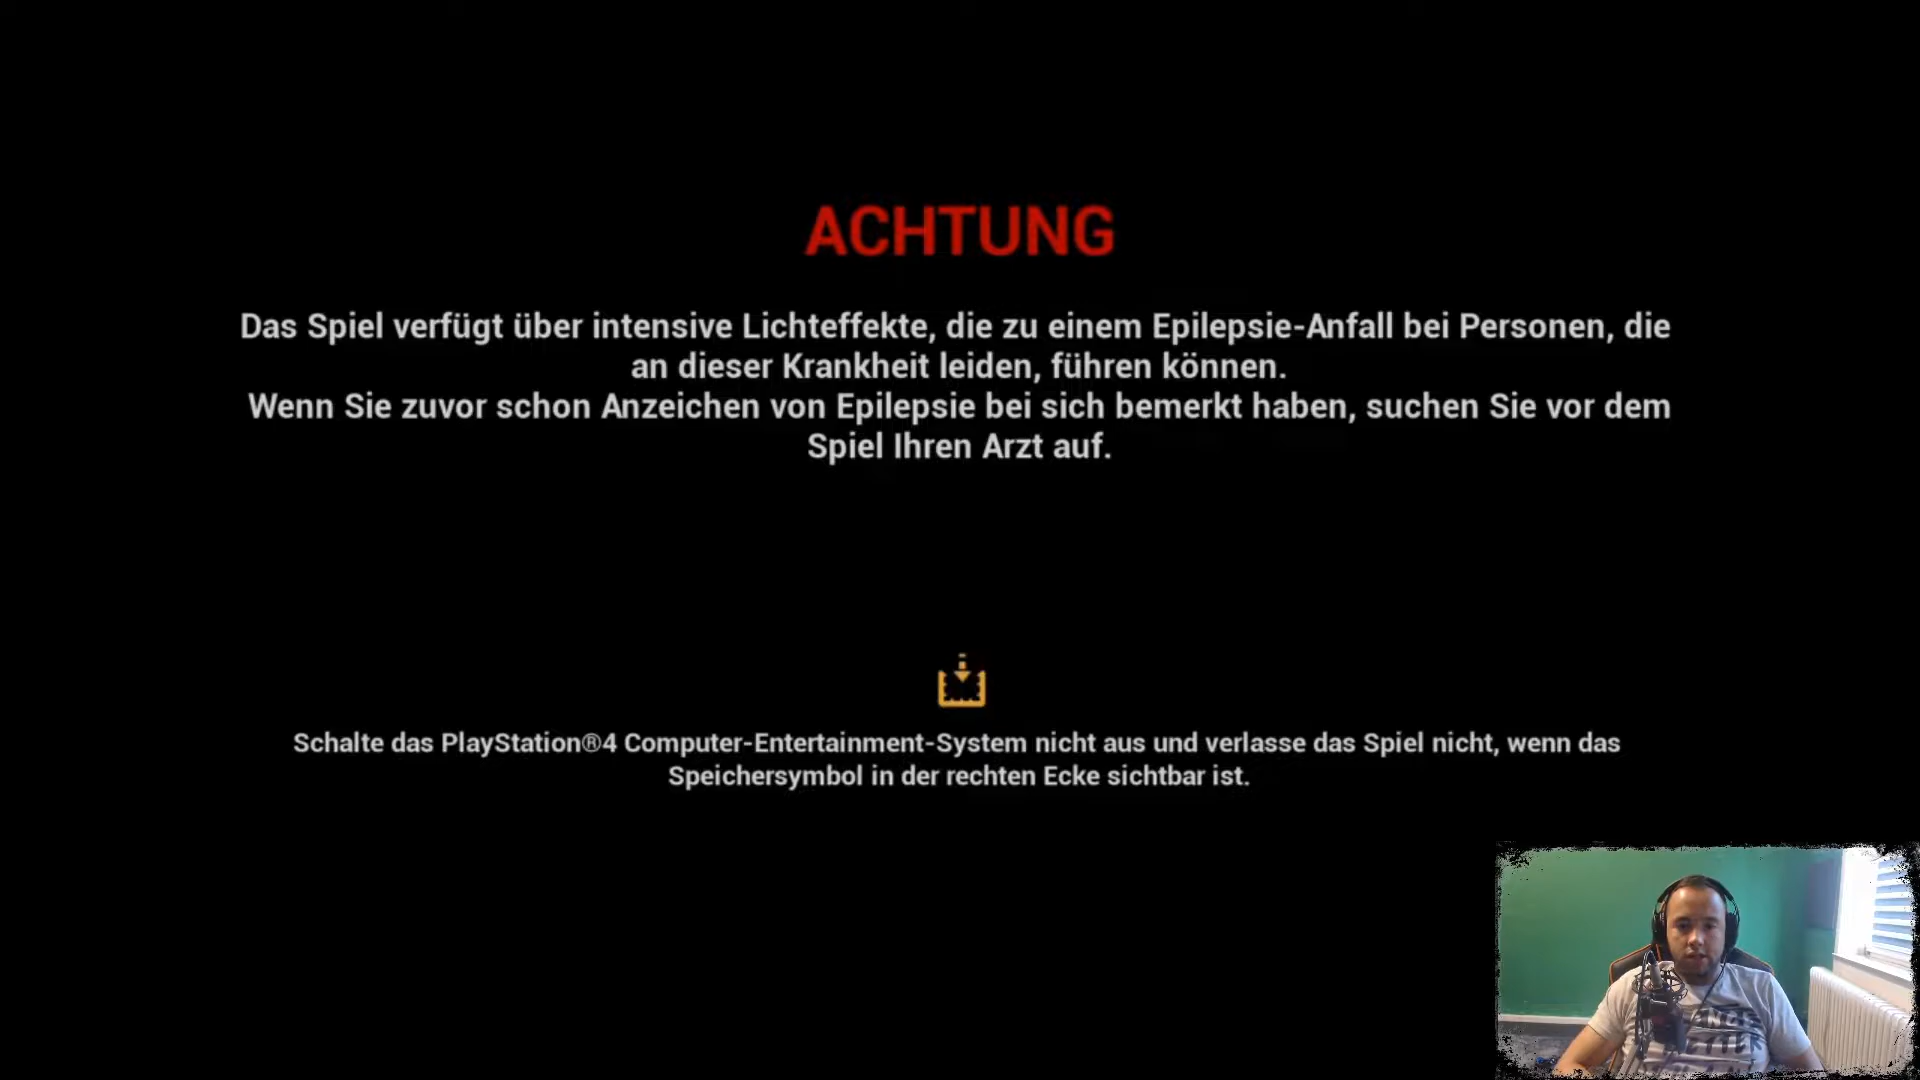 ACHTUNG
Das Spiel verfügt über intensive Lichteffekte, die zu einem Epilepsie-Anfall bei Personen, die
an dieser Krankheit leiden, führen können.
Wenn Sie zuvor schon Anzeichen von Epilepsie bei sich bemerkt haben, suchen Sie vor dem
Spiel Ihren Arzt auf.
Schalte das PlayStation®4 Computer-Entertainment-System nicht aus und verlasse das Spiel nicht, wenn das
Speichersymbol in der rechten Ecke sichtbar ist.